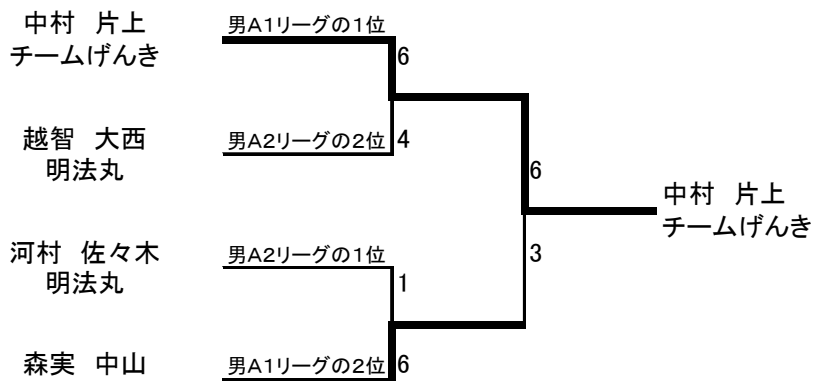 中村 片上
チームげんき
男A1リーグの1位
6
越智 大西
明法丸
男A2リーグの2位
4
6
中村 片上
チームげんき
河村 佐々木
明法丸
男A2リーグの1位
1
3
森実 中山
男A1リーグの2位
6